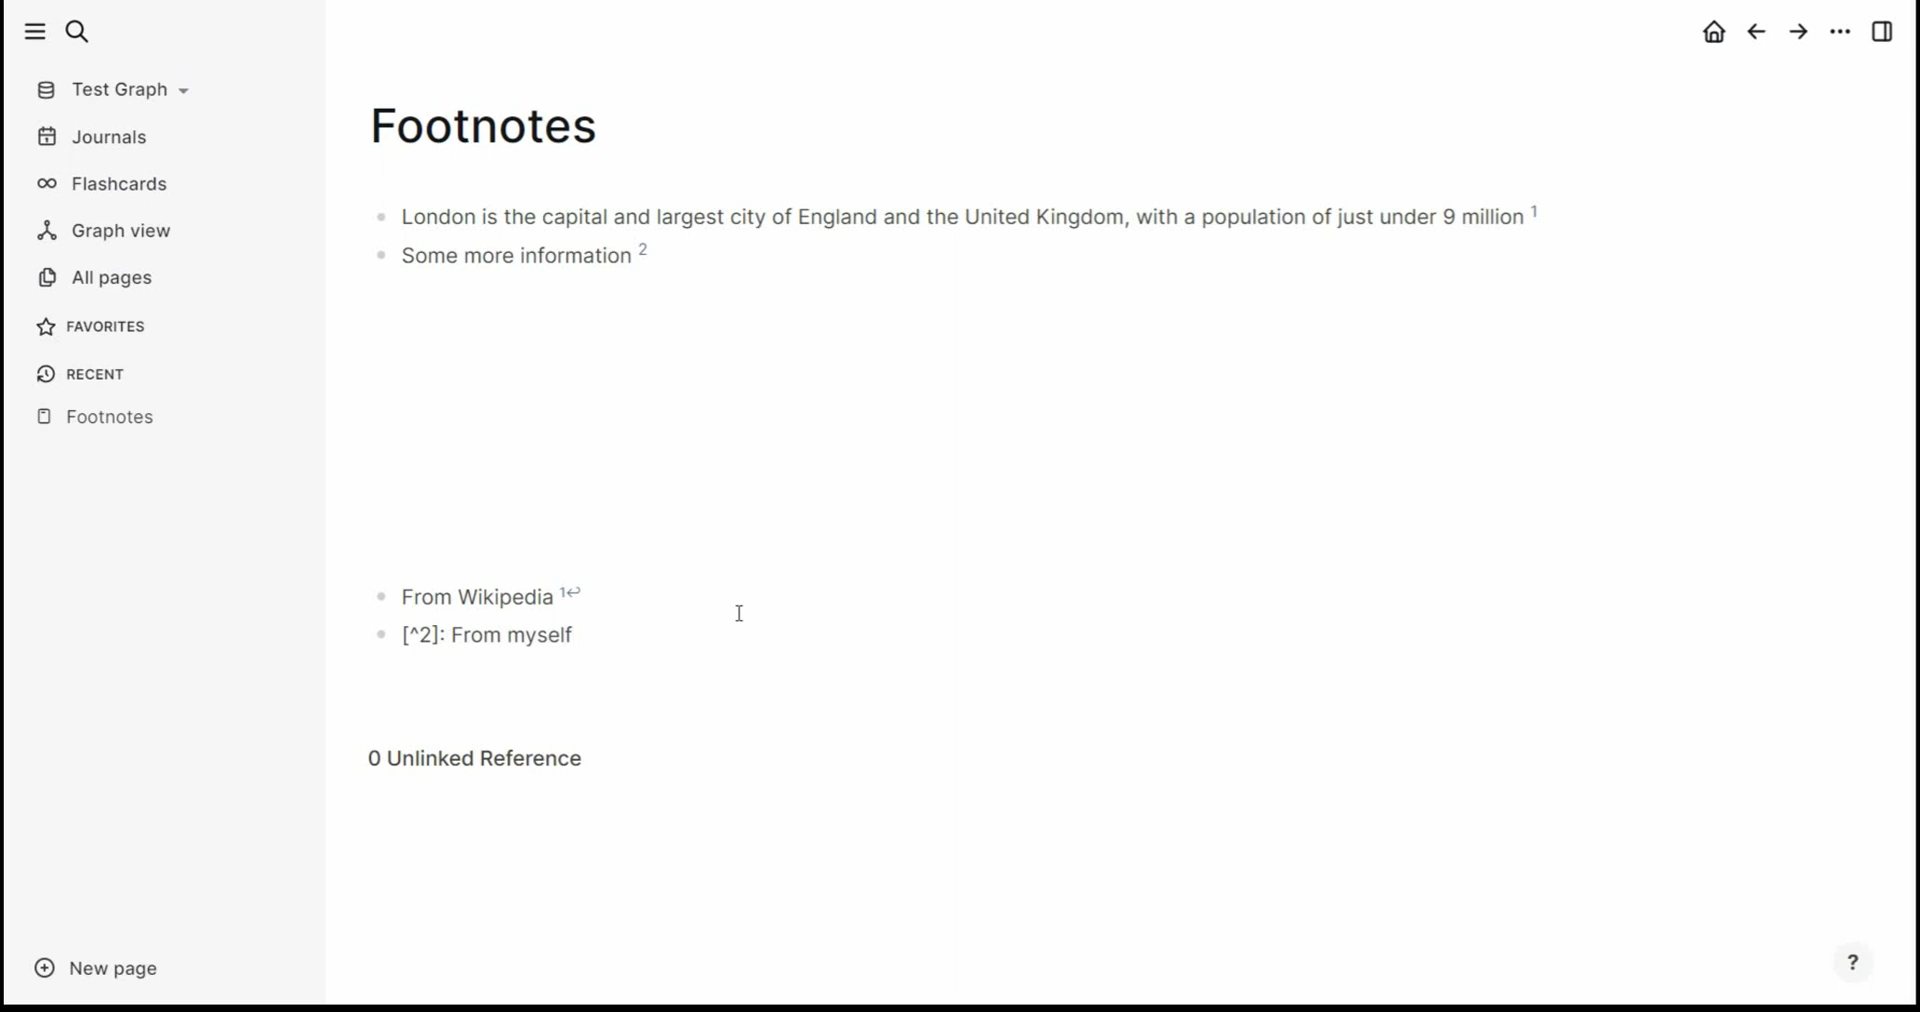 Test Graph
Journals
Flashcards
Graph view
All pages
FAVORITES
RECENT
Footnotes
New page
Footnotes
London is the capital and largest city of England and the United Kingdom, with a population of just under 9 million 1
Some more information 2
From Wikipedia 1↩
[^2]: From myself
0 Unlinked Reference
?